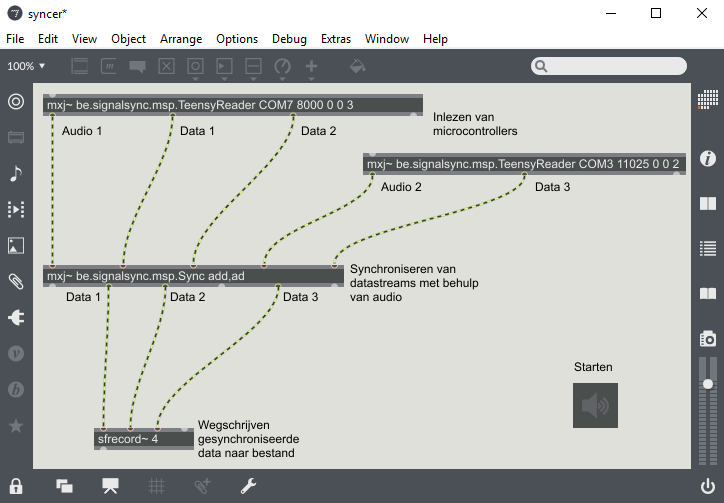 syncer*
File Edit View Object Arrange Options Debug Extras Window Help
100%
mxj~ be.signalsync.msp.TeensyReader COM7 8000 0 0 3
Audio 1 Data 1 Data 2
Inlezen van
microcontrollers
mxj~ be.signalsync.msp.TeensyReader COM3 11025 0 0 2
Audio 2 Data 3
mxj~ be.signalsync.msp.Sync add,ad
Data 1 Data 2 Data 3
Synchroniseren van
datastreams met behulp
van audio
Starten
sfrecord~ 4
Wegschrijven
gesynchroniseerde
data naar bestand